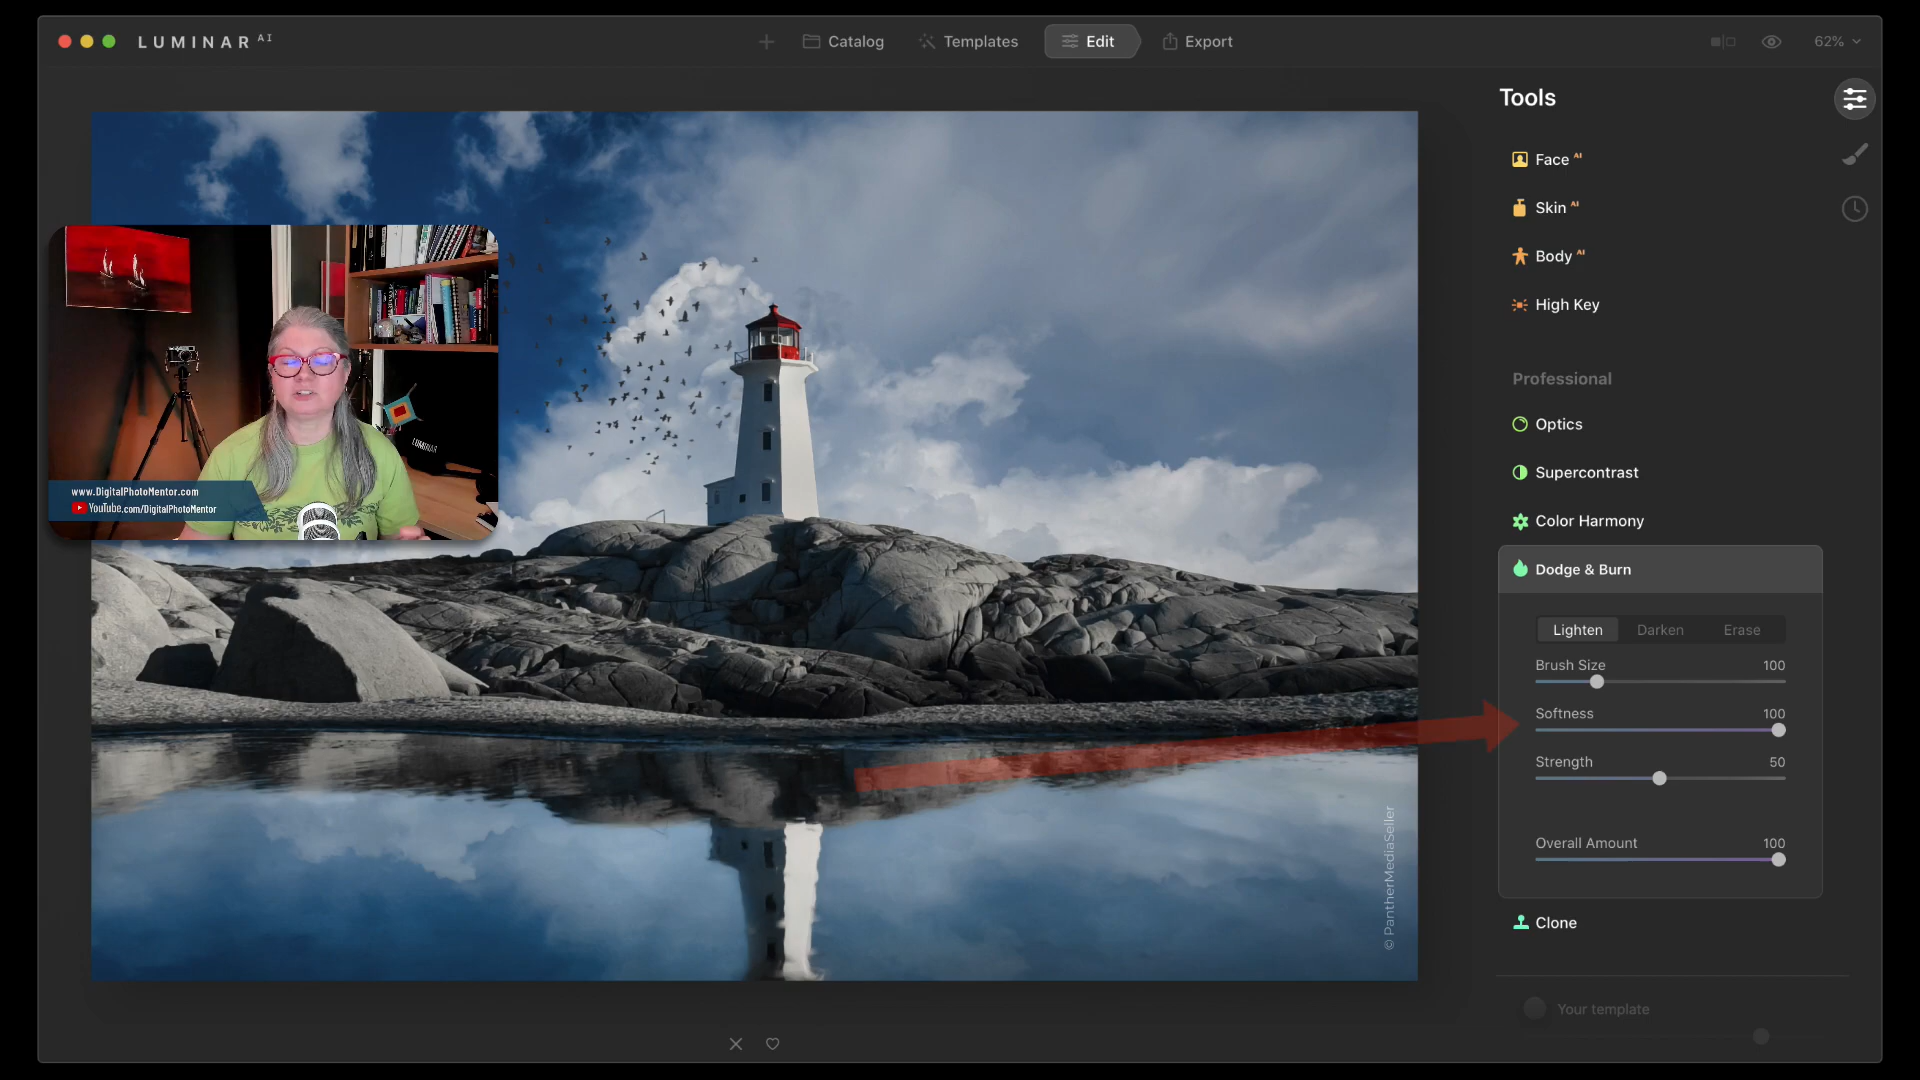 LUMINAR AI
Catalog
Templates
Edit
Export
62%
Tools
Face AI
Skin AI
Body AI
High Key
Professional
Optics
Supercontrast
Color Harmony
Dodge & Burn
Lighten Darken Erase
Brush Size 100
Softness 100
Strength 50
Overall Amount 100
Clone
Your template
LUMINAR
www.DigitalPhotoMentor.com
YouTube.com/DigitalPhotoMentor
© PantherMediaSeller